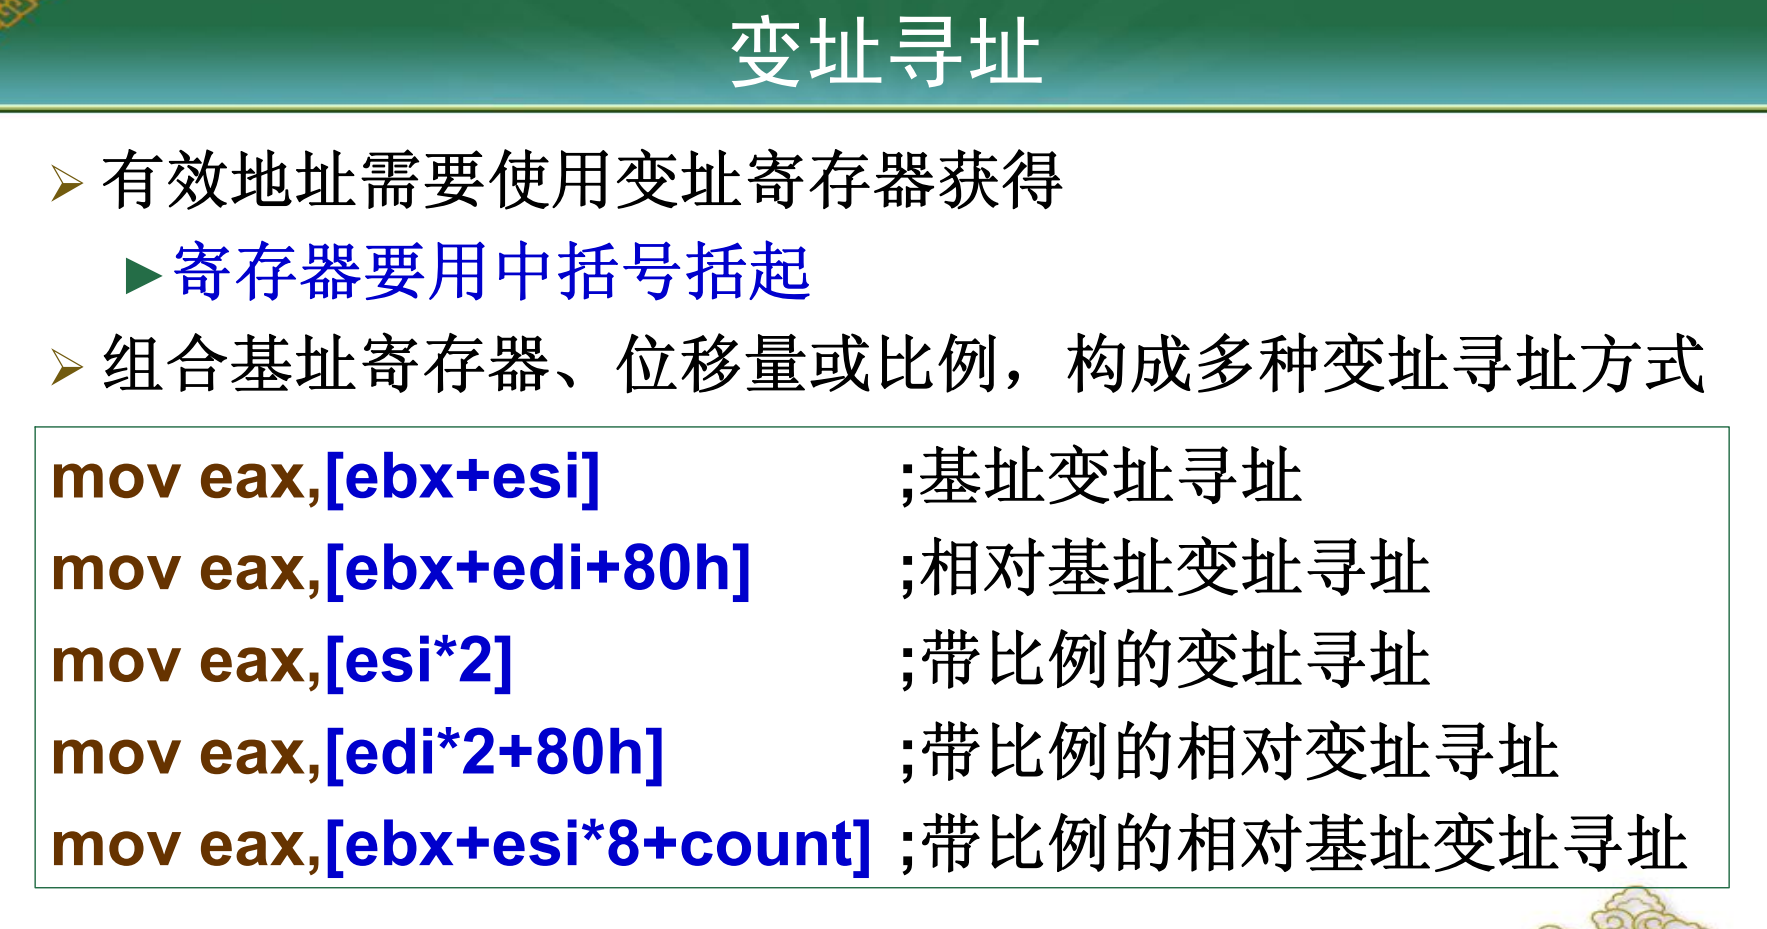 变址寻址
有效地址需要使用变址寄存器获得
寄存器要用中括号括起
组合基址寄存器、位移量或比例，构成多种变址寻址方式
mov eax,[ebx+esi] ;基址变址寻址
mov eax,[ebx+edi+80h] ;相对基址变址寻址
mov eax,[esi*2] ;带比例的变址寻址
mov eax,[edi*2+80h] ;带比例的相对变址寻址
mov eax,[ebx+esi*8+count] ;带比例的相对基址变址寻址